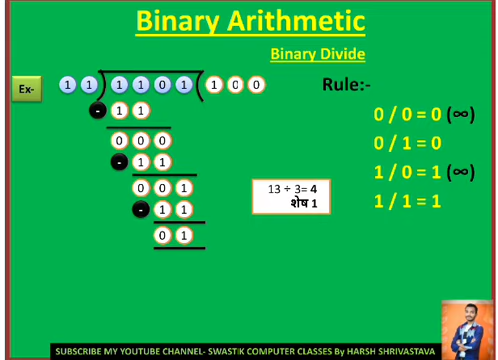 Binary Arithmetic
Binary Divide
Ex- 1 1 ) 1 1 0 1 ( 1 0 0
- 1 1
0 0 0
- 1 1
0 0 1
- 1 1
0 1
13 ÷ 3= 4
शेष 1
Rule:-
0 / 0 = 0 (∞)
0 / 1 = 0
1 / 0 = 1 (∞)
1 / 1 = 1
SUBSCRIBE MY YOUTUBE CHANNEL- SWASTIK COMPUTER CLASSES By HARSH SHRIVASTAVA